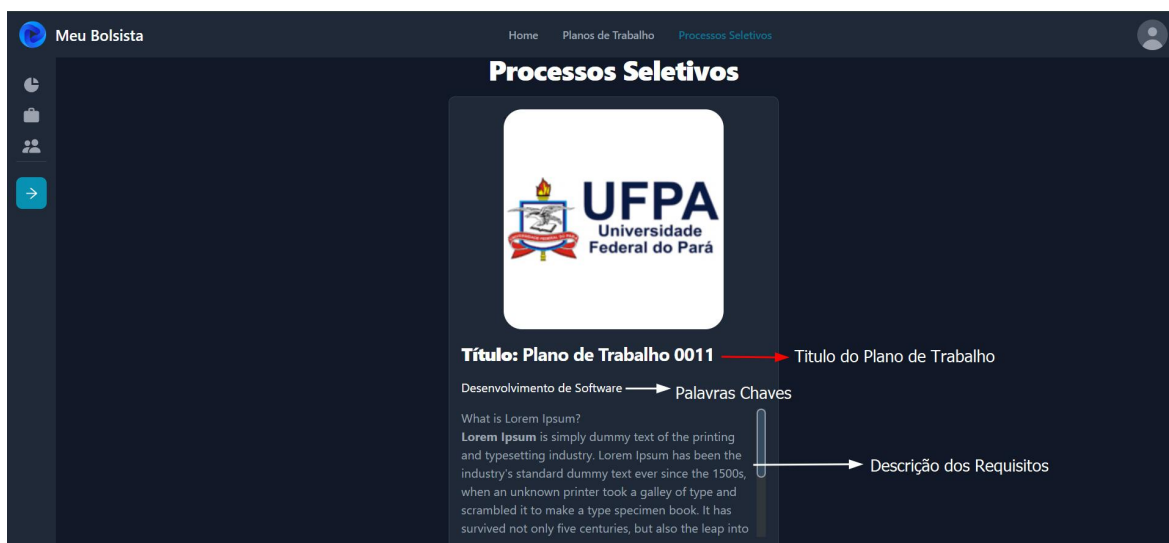 Meu Bolsista
Home Planos de Trabalho Processos Seletivos
Processos Seletivos
UFPA
Universidade
Federal do Pará
Título: Plano de Trabalho 0011
Titulo do Plano de Trabalho
Desenvolvimento de Software
Palavras Chaves
What is Lorem Ipsum?
Lorem Ipsum is simply dummy text of the printing
and typesetting industry. Lorem Ipsum has been the
industry's standard dummy text ever since the 1500s,
when an unknown printer took a galley of type and
scrambled it to make a type specimen book. It has
survived not only five centuries, but also the leap into
Descrição dos Requisitos